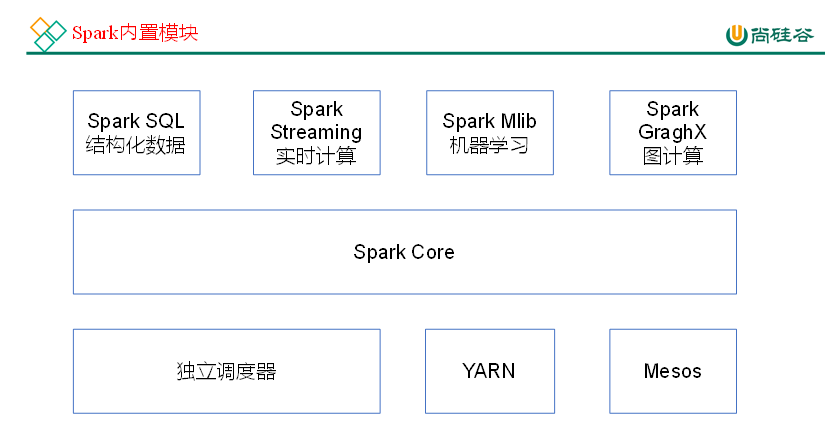 Spark内置模块
尚硅谷
Spark SQL
结构化数据
Spark
Streaming
实时计算
Spark Mlib
机器学习
Spark
GraghX
图计算
Spark Core
独立调度器
YARN
Mesos